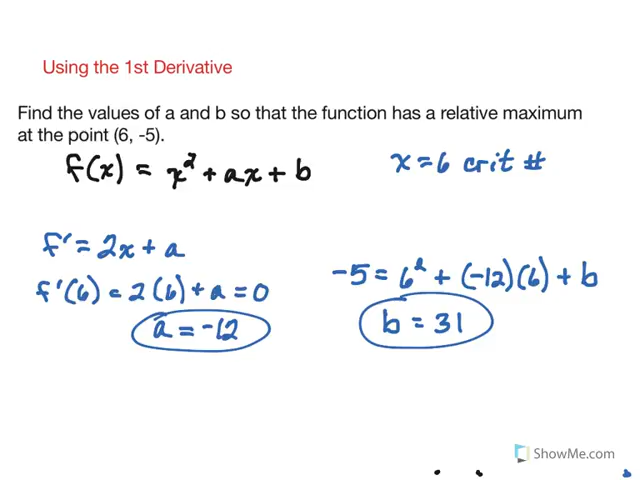 Using the 1st Derivative
Find the values of a and b so that the function has a relative maximum
at the point (6, -5).
f(x) = x² + ax + b
x = 6 crit #
f' = 2x + a
f'(6) = 2(6) + a = 0
a = -12
-5 = 6² + (-12)(6) + b
b = 31
ShowMe.com